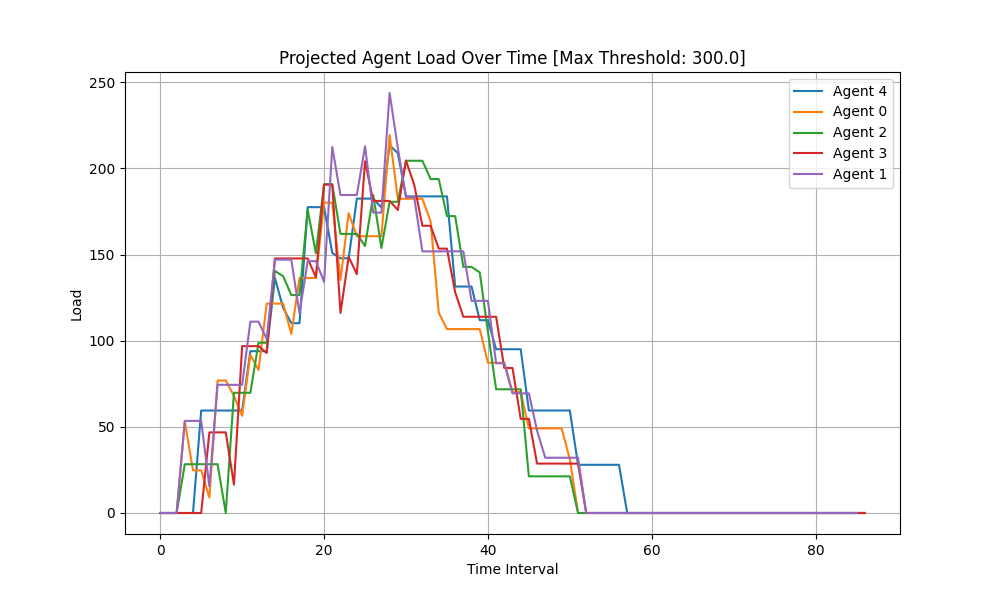 Projected Agent Load Over Time [Max Threshold: 300.0]
Agent 4
Agent 0
Agent 2
Agent 3
Agent 1
Load
250
200
150
100
50
0
0 20 40 60 80
Time Interval